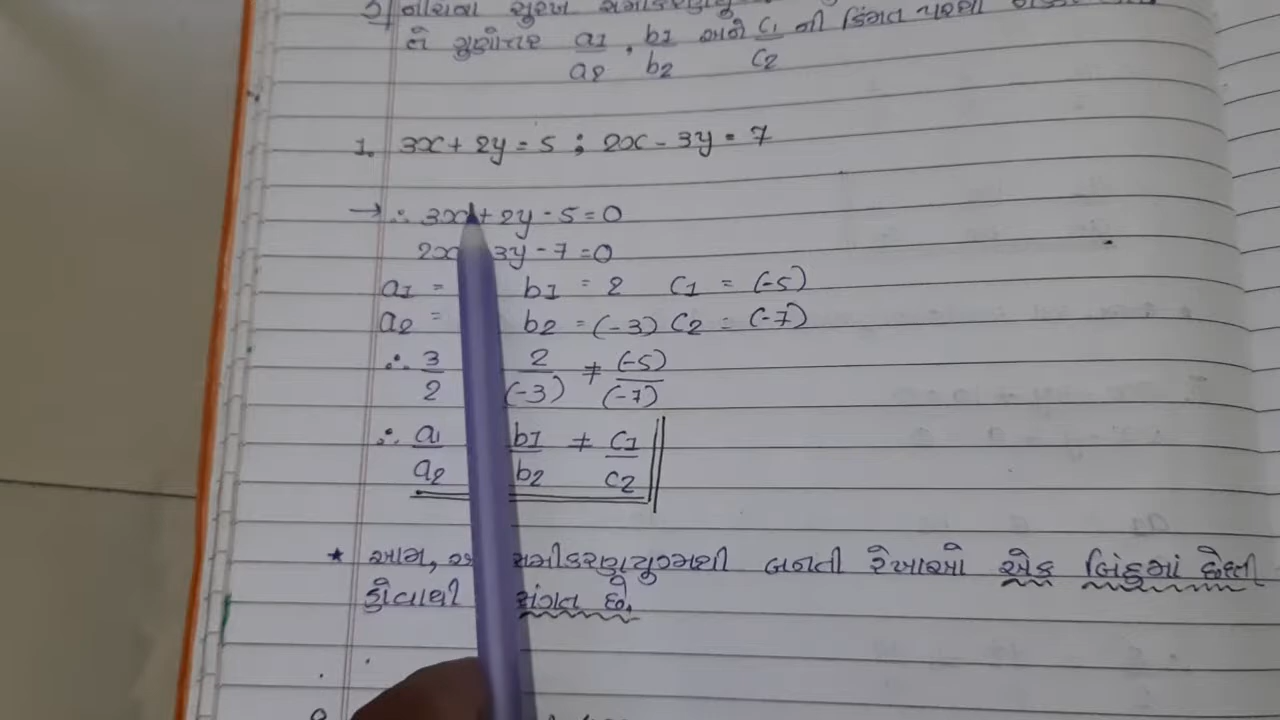 ૩) નીચેના સુરેખ
તે ગુણોત્તર a1/a2, b1/b2 અને c1/c2 ની કિંમત પરથી
1. 3x + 2y = 5 ; 2x - 3y = 7
→ ∴ 3x + 2y - 5 = 0
2x 3y - 7 = 0
a1 = b1 = 2 c1 = (-5)
a2 = b2 = (-3) c2 = (-7)
∴ 3/2 2/(-3) ≠ (-5)/(-7)
∴ a1/a2 b1/b2 ≠ c1/c2
* આમ, સમીકરણયુગ્મથી બનતી રેખાઓ એક બિંદુમાં છેદતી
હોવાથી સંગત છે.